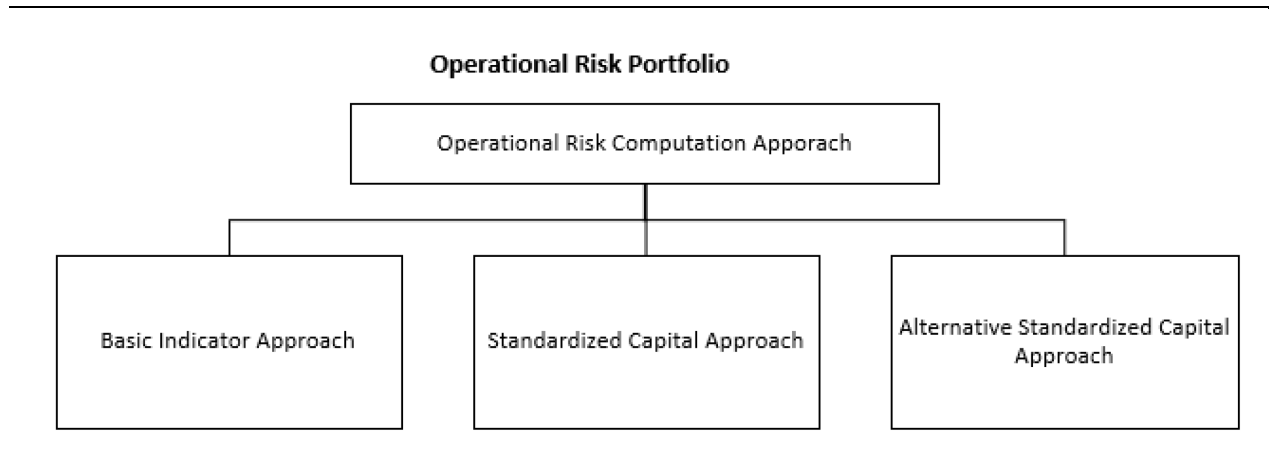 Operational Risk Portfolio
Operational Risk Computation Apporach
Basic Indicator Approach
Standardized Capital Approach
Alternative Standardized Capital
Approach